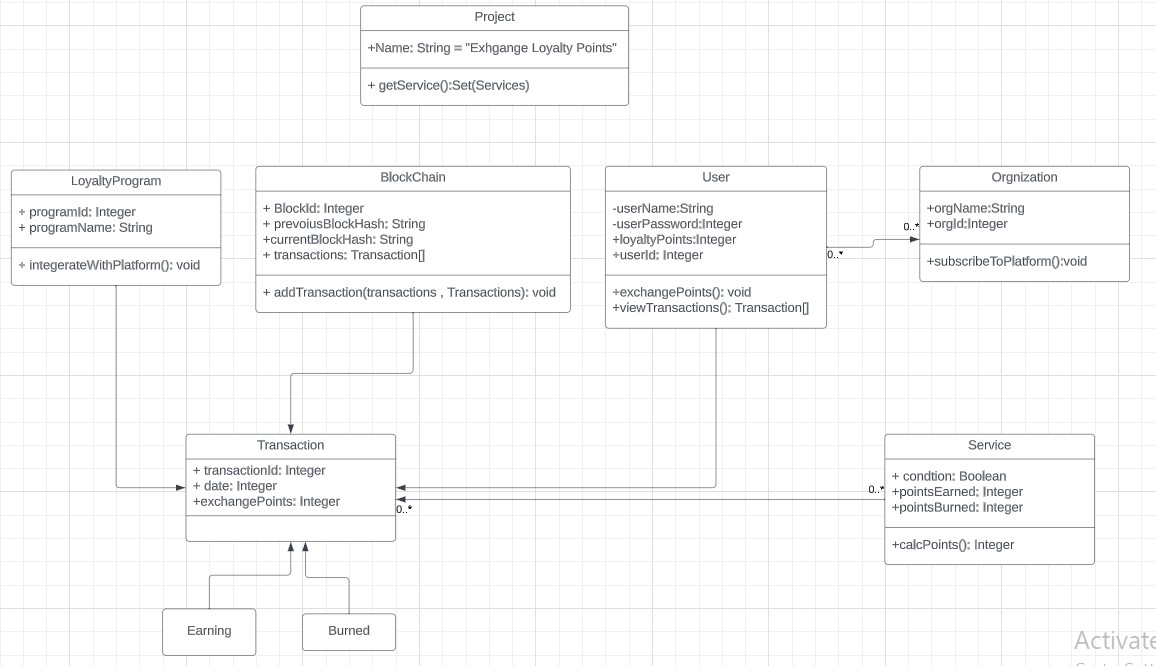 Project
+Name: String = "Exhgange Loyalty Points"
+ getService():Set(Services)
LoyaltyProgram
+ programId: Integer
+ programName: String
+ integerateWithPlatform(): void
BlockChain
+ BlockId: Integer
+ prevoiusBlockHash: String
+currentBlockHash: String
+ transactions: Transaction[]
+ addTransaction(transactions , Transactions): void
User
-userName:String
-userPassword:Integer
+loyaltyPoints:Integer
+userId: Integer
+exchangePoints(): void
+viewTransactions(): Transaction[]
0..*
0..*
Orgnization
+orgName:String
+orgId:Integer
+subscribeToPlatform():void
Transaction
+ transactionId: Integer
+ date: Integer
+exchangePoints: Integer
0..*
0..*
Service
+ condtion: Boolean
+pointsEarned: Integer
+pointsBurned: Integer
+calcPoints(): Integer
Earning
Burned
Activate